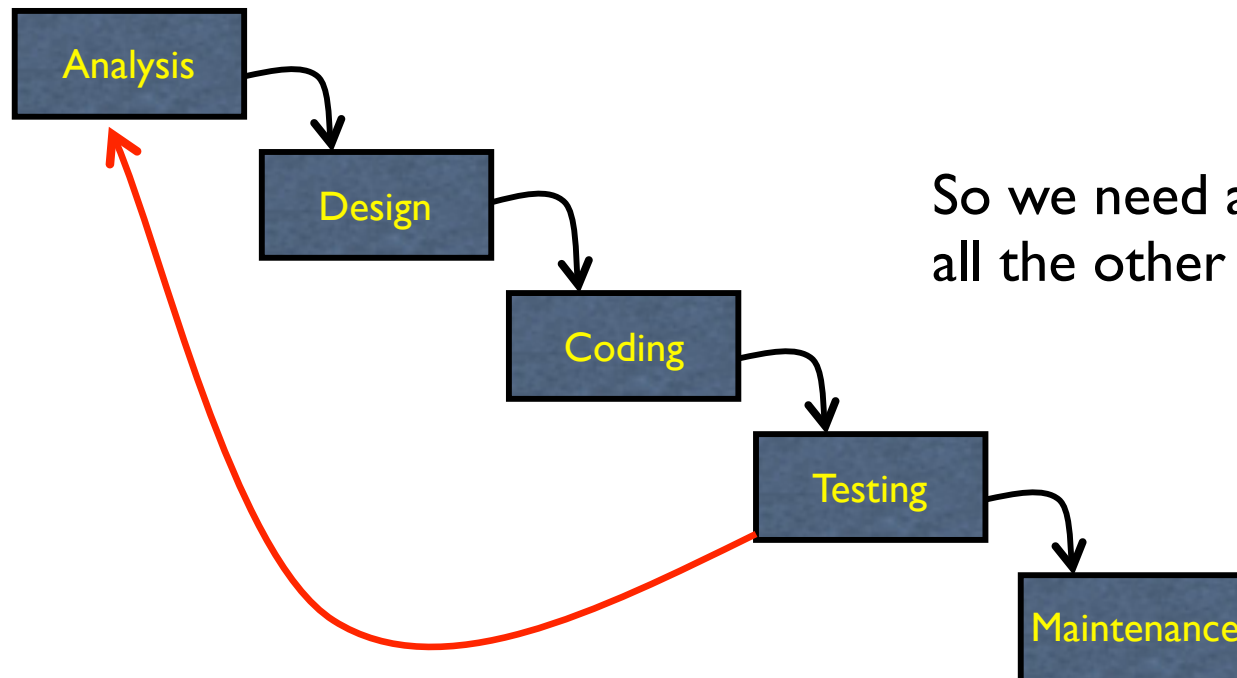 Analysis
Design
So we need a
all the other
Coding
Testing
Maintenance